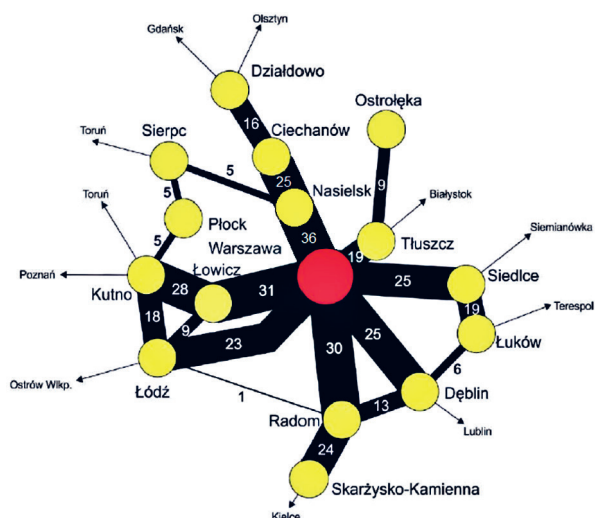 Olsztyn
Gdańsk
Działdowo
Ostrołęka
16
Ciechanów
Sierpc
Toruń
5
25
9
5
Nasielsk
Białystok
Toruń
Płock
36
Siemianówka
5
Warszawa
19
Tłuszcz
Poznań
Łowicz
31
25
Siedlce
Kutno
28
18
19
Terespol
9
23
30
25
Łuków
6
Ostrów Wlkp.
Łódź
1
13
Dęblin
Radom
Lublin
24
Skarżysko-Kamienna
Kielce